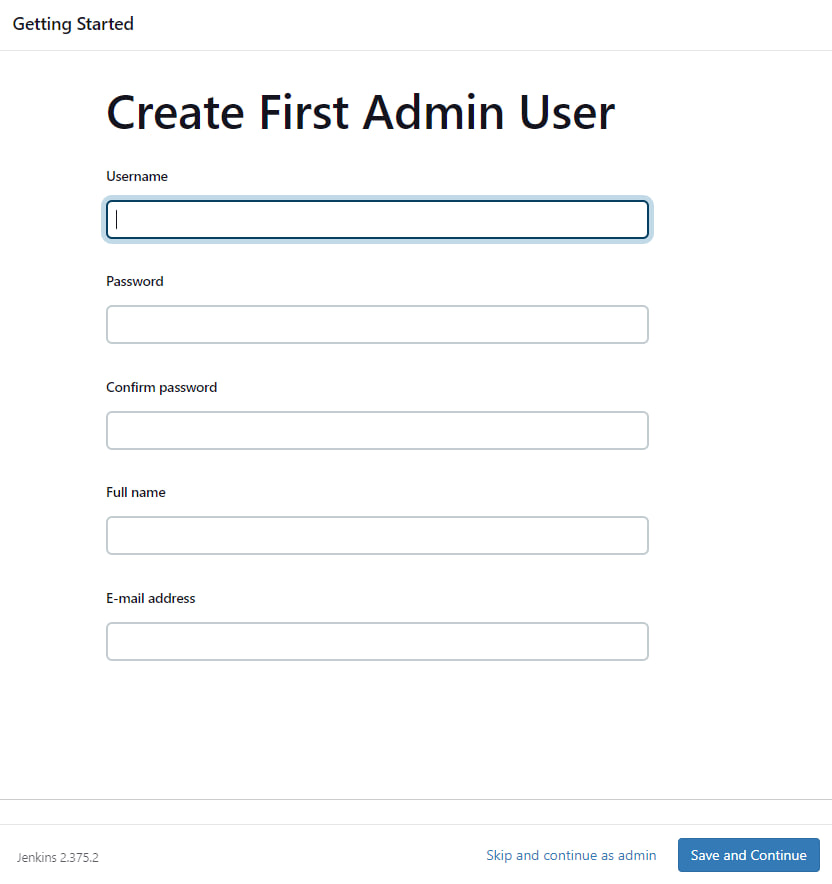 Getting Started
Create First Admin User
Username
Password
Confirm password
Full name
E-mail address
Jenkins 2.375.2
Skip and continue as admin
Save and Continue